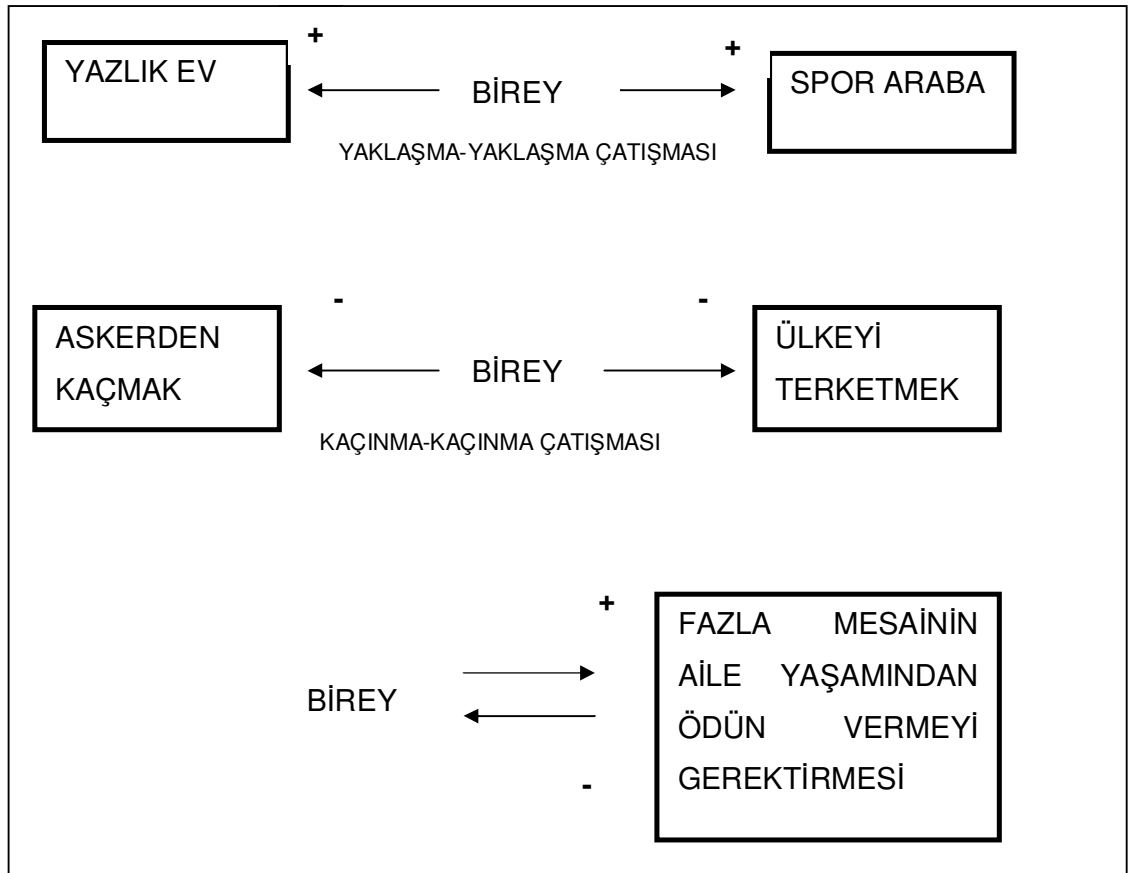 + +
YAZLIK EV BİREY SPOR ARABA
YAKLAŞMA-YAKLAŞMA ÇATIŞMASI
- -
ASKERDEN
KAÇMAK
BİREY
ÜLKEYİ
TERKETMEK
KAÇINMA-KAÇINMA ÇATIŞMASI
+
BİREY
FAZLA MESAİNİN
AİLE YAŞAMINDAN
ÖDÜN VERMEYİ
GEREKTİRMESİ
-